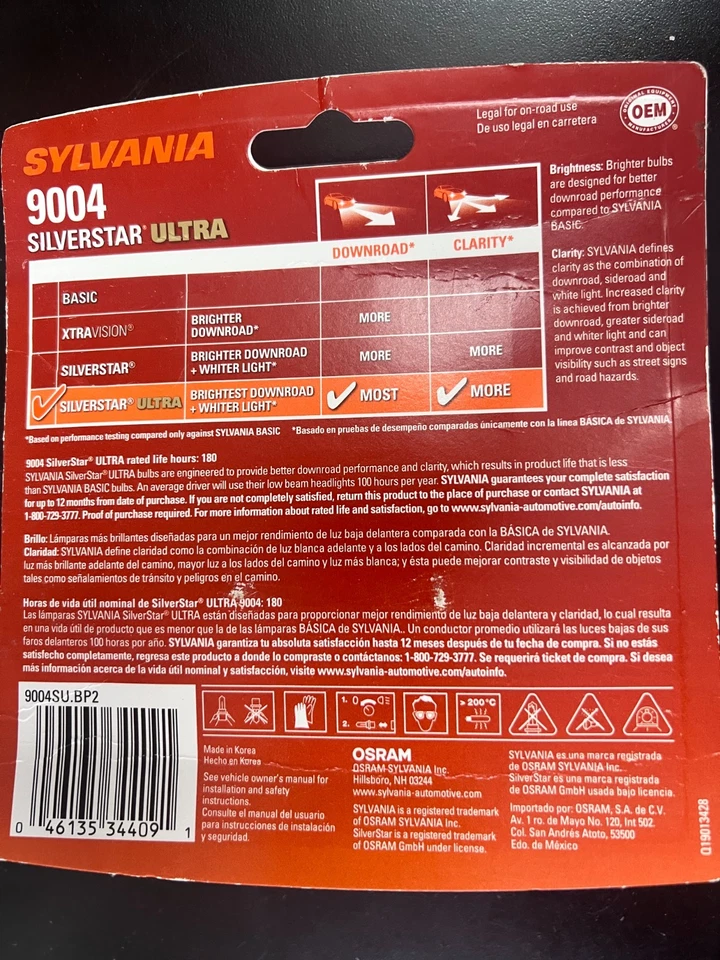 Legal for on-road use
De uso legal en carretera
ORIGINAL EQUIPMENT
OEM
MANUFACTURER
®
SYLVANIA
9004
SILVERSTAR® ULTRA
DOWNROAD*
CLARITY*
BASIC
XTRAVISION®
BRIGHTER
DOWNROAD*
MORE
SILVERSTAR®
BRIGHTER DOWNROAD
+ WHITER LIGHT*
MORE
MORE
SILVERSTAR® ULTRA
BRIGHTEST DOWNROAD
+ WHITER LIGHT*
MOST
MORE
Brightness: Brighter bulbs
are designed for better
downroad performance
compared to SYLVANIA
BASIC.
Clarity: SYLVANIA defines
clarity as the combination of
downroad, sideroad and
white light. Increased clarity
is achieved from brighter
downroad, greater sideroad
and whiter light and can
improve contrast and object
visibility such as street signs
and road hazards.
*Based on performance testing compared only against SYLVANIA BASIC
*Basado en pruebas de desempeño comparadas únicamente con la línea BÁSICA de SYLVANIA.
9004 SilverStar® ULTRA rated life hours: 180
SYLVANIA SilverStar® ULTRA bulbs are engineered to provide better downroad performance and clarity, which results in product life that is less
than SYLVANIA BASIC bulbs. An average driver will use their low beam headlights 100 hours per year. SYLVANIA guarantees your complete satisfaction
for up to 12 months from date of purchase. If you are not completely satisfied, return this product to the place of purchase or contact SYLVANIA at
1-800-729-3777. Proof of purchase required. For more information about rated life and satisfaction, go to www.sylvania-automotive.com/autoinfo.
Brillo: Lámparas más brillantes diseñadas para un mejor rendimiento de luz baja delantera comparada con la BÁSICA de SYLVANIA.
Claridad: SYLVANIA define claridad como la combinación de luz blanca adelante y a los lados del camino. Claridad incremental es alcanzada por
luz más brillante adelante del camino, mayor luz a los lados del camino y luz más blanca; y ésta puede mejorar contraste y visibilidad de objetos
tales como señalamientos de tránsito y peligros en el camino.
Horas de vida útil nominal de SilverStar® ULTRA 9004: 180
Las lámparas SYLVANIA SilverStar® ULTRA están diseñadas para proporcionar mejor rendimiento de luz baja delantera y claridad, lo cual resulta
en una vida útil de producto que es menor que la de las lámparas BÁSICA de SYLVANIA.. Un conductor promedio utilizará las luces bajas de sus
faros delanteros 100 horas por año. SYLVANIA garantiza tu absoluta satisfacción hasta 12 meses después de tu fecha de compra. Si no estás
satisfecho completamente, regresa este producto a donde lo compraste o contáctanos: 1-800-729-3777. Se requerirá ticket de compra. Si desea
más información acerca de la vida útil nominal y satisfacción, visite www.sylvania-automotive.com/autoinfo.
9004SU.BP2
0 46135 34409 1
1. 0
2.
>200°C
Made in Korea
Hecho en Korea
See vehicle owner's manual for
installation and safety
instructions.
Consulte el manual del usuario
para instrucciones de instalación
y seguridad.
OSRAM
OSRAM SYLVANIA Inc.
Hillsboro, NH 03244
www.sylvania-automotive.com
SYLVANIA is a registered trademark
of OSRAM SYLVANIA Inc.
SilverStar is a registered trademark
of OSRAM GmbH under license.
SYLVANIA es una marca registrada
de OSRAM SYLVANIA Inc.
SilverStar es una marca registrada
de OSRAM GmbH usada bajo licencia.
Importado por: OSRAM, S.A. de C.V.
Av. 1 ro. de Mayo No. 120, Int 502.
Col. San Andrés Atoto, 53500
Edo. de México
Q19013428